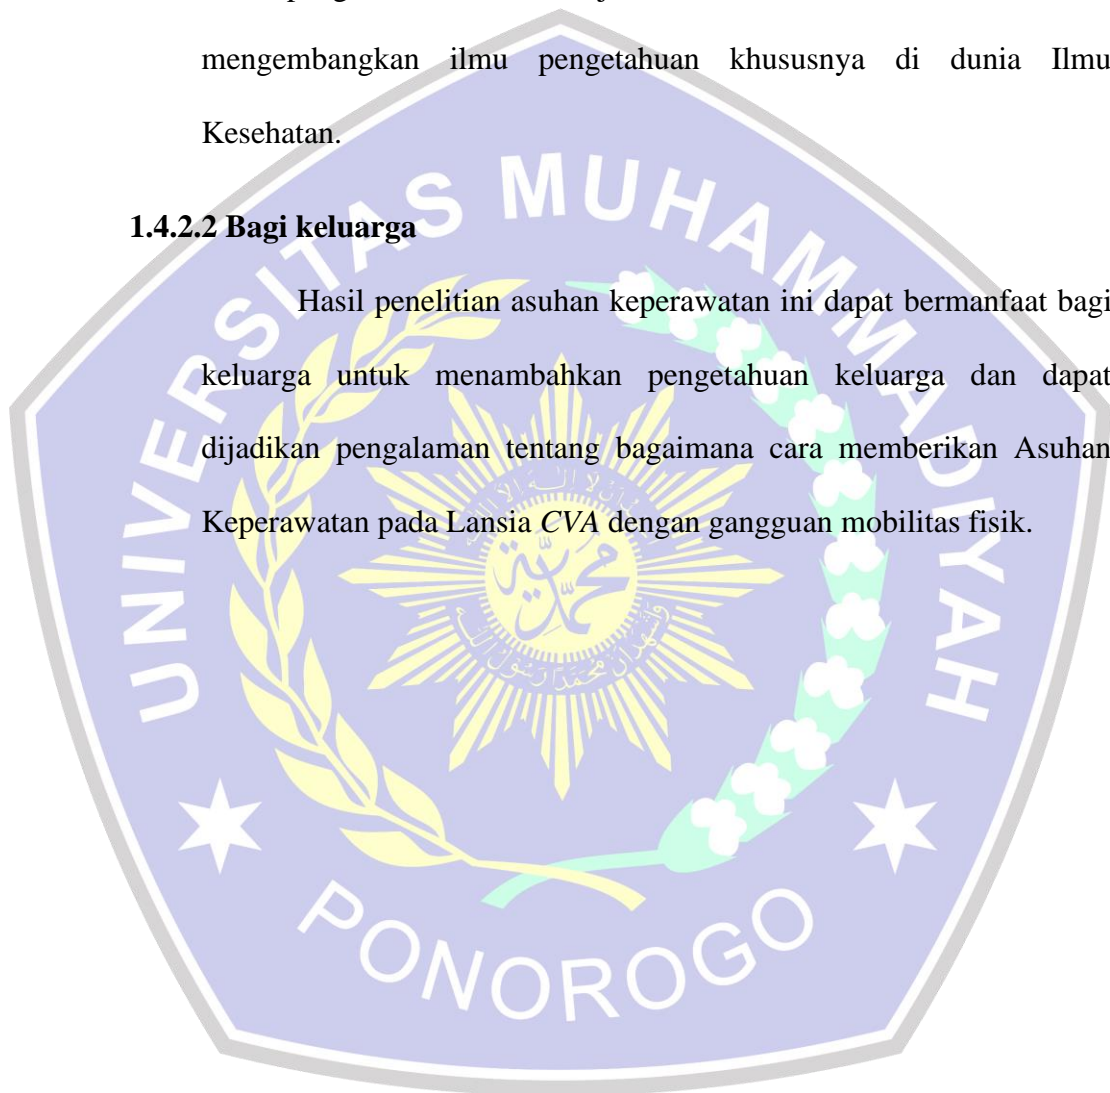 mengembangkan ilmu pengetahuan khususnya di dunia Ilmu
Kesehatan.
1.4.2.2 Bagi keluarga
Hasil penelitian asuhan keperawatan ini dapat bermanfaat bagi
keluarga untuk menambahkan pengetahuan keluarga dan dapat
dijadikan pengalaman tentang bagaimana cara memberikan Asuhan
Keperawatan pada Lansia CVA dengan gangguan mobilitas fisik.
UNIVERSITAS MUHAMMADIYAH
PONOROGO
محمدية